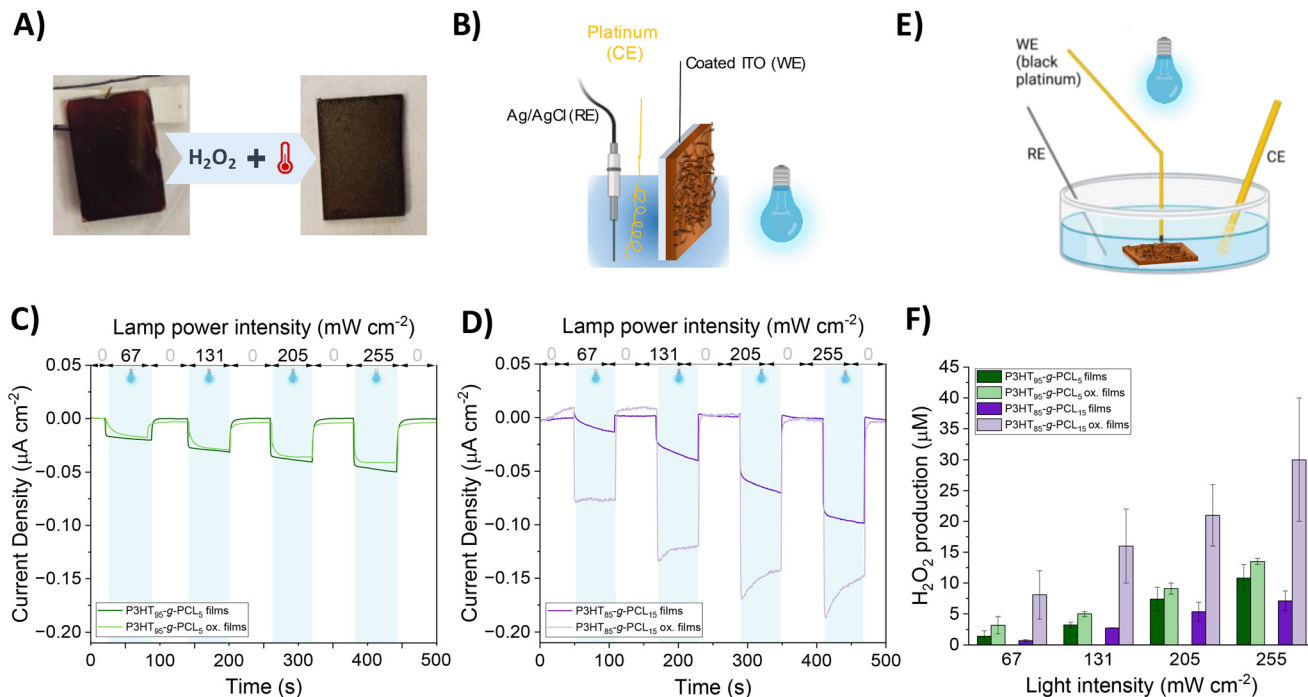 A)
H₂O₂ +
B)
Platinum
(CE)
Coated ITO (WE)
Ag/AgCl (RE)
E)
WE
(black
platinum)
RE
CE
C)
Lamp power intensity (mW cm⁻²)
0 67 0 131 0 205 0 255 0
0.05
0.00
−0.05
−0.10
−0.15
−0.20
Current Density (µA cm⁻²)
P3HT₉₅-g-PCL₅ films
P3HT₉₅-g-PCL₅ ox. films
0 100 200 300 400 500
Time (s)
D)
Lamp power intensity (mW cm⁻²)
0 67 0 131 0 205 0 255 0
0.05
0.00
−0.05
−0.10
−0.15
−0.20
Current Density (µA cm⁻²)
P3HT₈₅-g-PCL₁₅ films
P3HT₈₅-g-PCL₁₅ ox. films
0 100 200 300 400 500
Time (s)
F)
45
40
35
30
25
20
15
10
5
0
H₂O₂ production (µM)
P3HT₉₅-g-PCL₅ films
P3HT₉₅-g-PCL₅ ox. films
P3HT₈₅-g-PCL₁₅ films
P3HT₈₅-g-PCL₁₅ ox. films
67 131 205 255
Light intensity (mW cm⁻²)